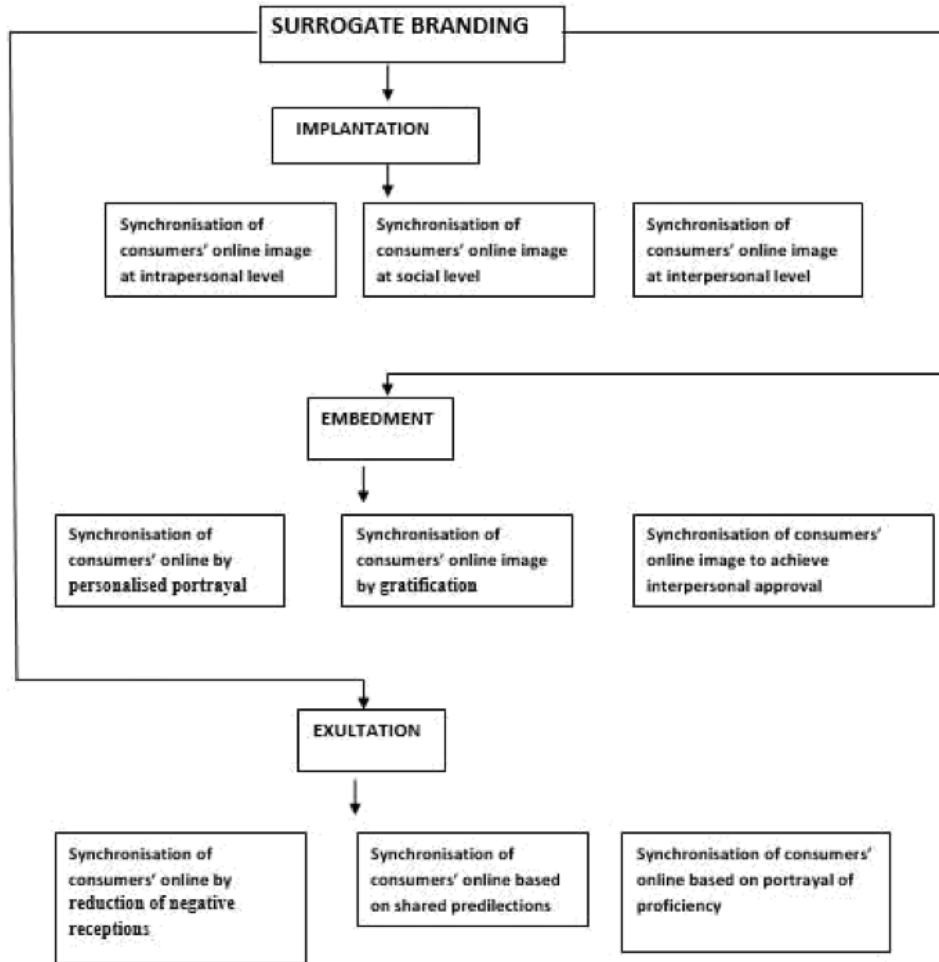 SURROGATE BRANDING
IMPLANTATION
Synchronisation of
consumers' online image
at intrapersonal level
Synchronisation of
consumers' online image
at social level
Synchronisation of
consumers' online image
at interpersonal level
EMBEDMENT
Synchronisation of
consumers' online by
personalised portrayal
Synchronisation of
consumers' online image
by gratification
Synchronisation of consumers'
online image to achieve
interpersonal approval
EXULTATION
Synchronisation of
consumers' online by
reduction of negative
receptions
Synchronisation of
consumers' online based
on shared predilections
Synchronisation of consumers'
online based on portrayal of
proficiency